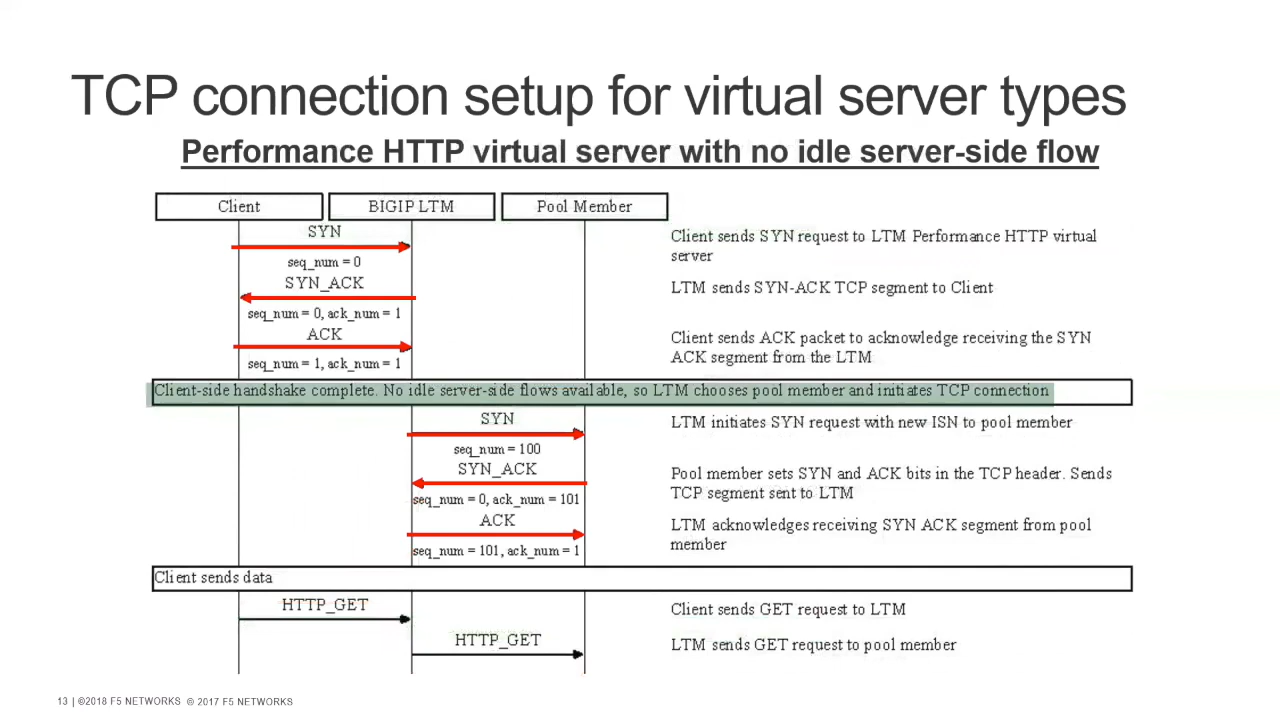 TCP connection setup for virtual server types
Performance HTTP virtual server with no idle server-side flow
Client
BIGIP LTM
Pool Member
SYN
seq_num = 0
Client sends SYN request to LTM Performance HTTP virtual
server
SYN_ACK
seq_num = 0, ack_num = 1
LTM sends SYN-ACK TCP segment to Client
ACK
seq_num = 1, ack_num = 1
Client sends ACK packet to acknowledge receiving the SYN
ACK segment from the LTM
Client-side handshake complete. No idle server-side flows available, so LTM chooses pool member and initiates TCP connection
SYN
seq_num = 100
LTM initiates SYN request with new ISN to pool member
SYN_ACK
seq_num = 0, ack_num = 101
Pool member sets SYN and ACK bits in the TCP header. Sends
TCP segment sent to LTM
ACK
seq_num = 101, ack_num = 1
LTM acknowledges receiving SYN ACK segment from pool
member
Client sends data
HTTP_GET
Client sends GET request to LTM
HTTP_GET
LTM sends GET request to pool member
13 | ©2018 F5 NETWORKS © 2017 F5 NETWORKS